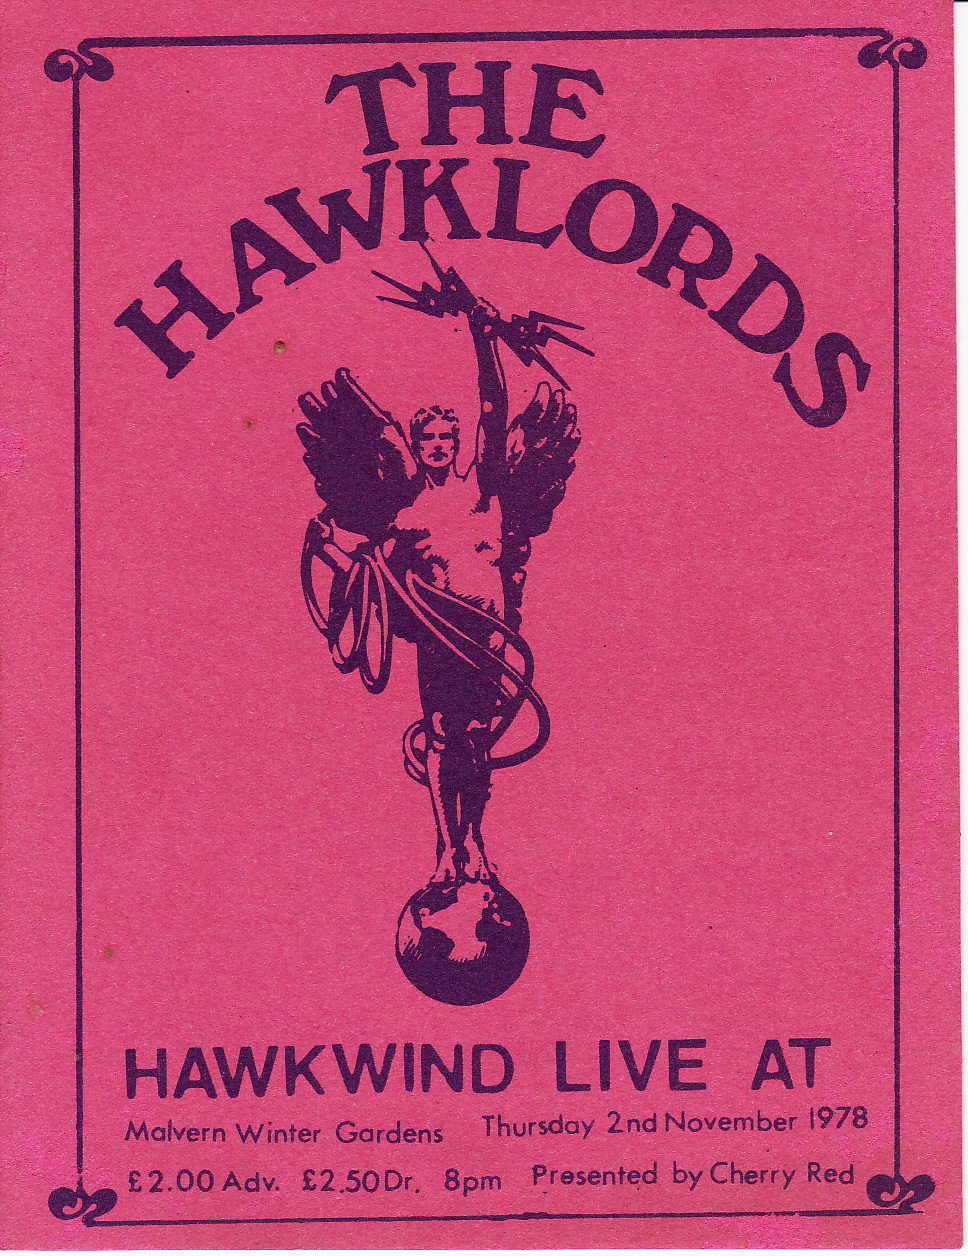 THE
HAWKLORDS
HAWKWIND LIVE AT
Malvern Winter Gardens Thursday 2nd November 1978
£2.00 Adv. £2.50 Dr. 8pm Presented by Cherry Red